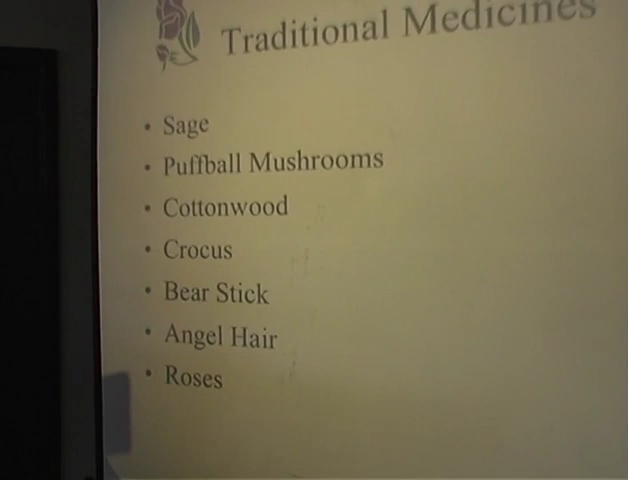 Traditional Medicines
• Sage
• Puffball Mushrooms
• Cottonwood
• Crocus
• Bear Stick
• Angel Hair
• Roses